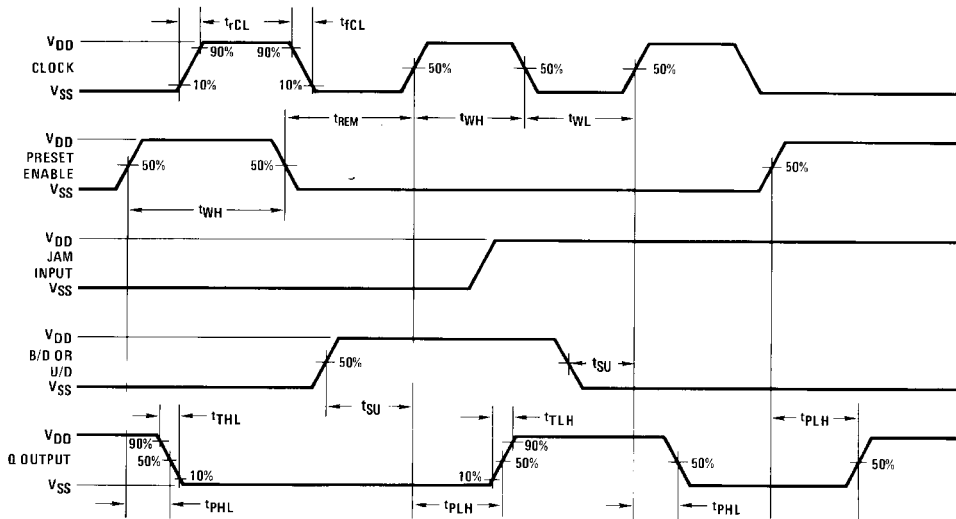 trCL tfCL
VDD
90% 90%
CLOCK 50% 50% 50%
10% 10%
VSS
tREM tWH tWL
VDD
PRESET
ENABLE 50% 50% 50%
VSS
tWH
VDD
JAM
INPUT
VSS
VDD
B/D OR
U/D 50%
VSS
tSU
tSU
tTHL tTLH tPLH
VDD
90% 90%
Q OUTPUT 50% 50% 50% 50%
10% 10%
VSS
tPHL tPLH tPHL